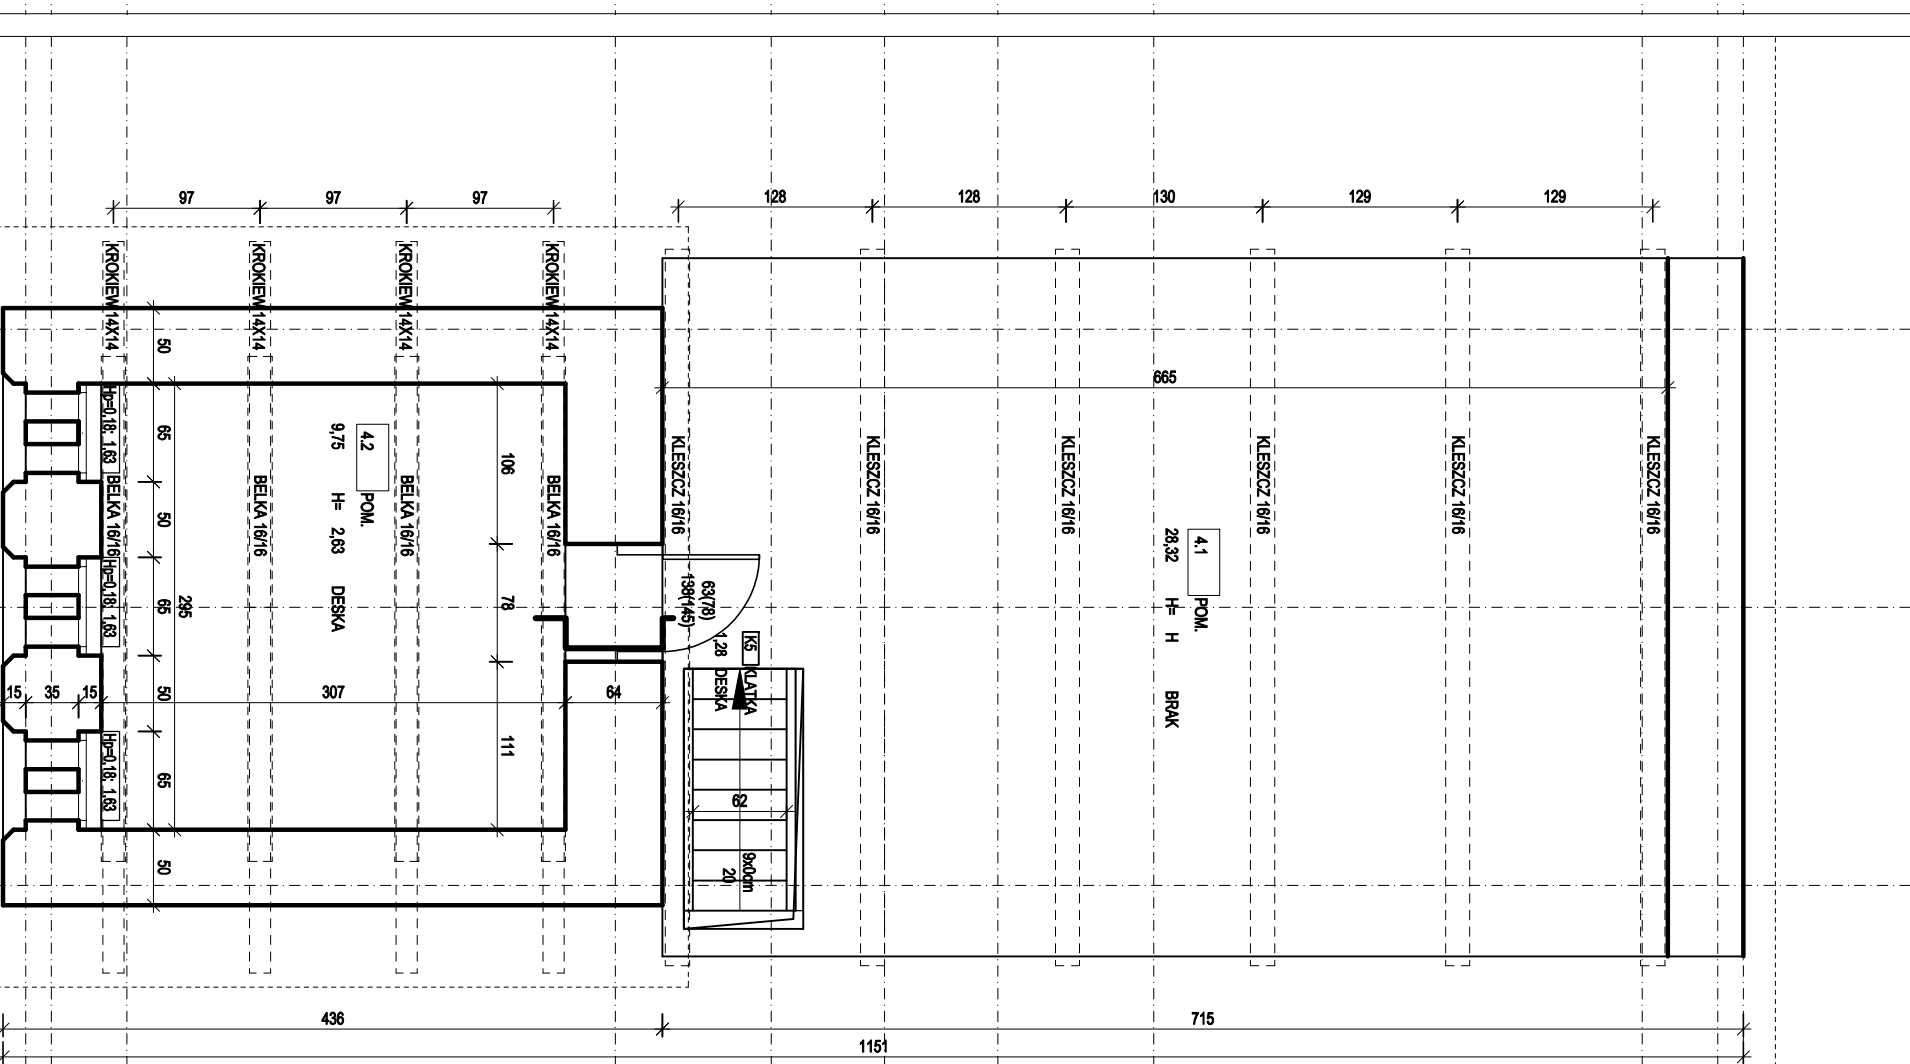 97
97
97
128
128
130
129
129
KROKIEW 14X14
KROKIEW 14X14
KROKIEW 14X14
KROKIEW 14X14
50
65
50
65
50
65
50
295
665
106
78
111
Hp=0,18; 1,63
Hp=0,18; 1,63
Hp=0,18; 1,63
BELKA 16/16
BELKA 16/16
BELKA 16/16
BELKA 16/16
4.2 POM.
9,75 H= 2,63 DESKA
KLESZCZ 16/16
KLESZCZ 16/16
KLESZCZ 16/16
KLESZCZ 16/16
KLESZCZ 16/16
KLESZCZ 16/16
4.1 POM.
28,32 H= H BRAK
63(78)
138(145)
K5 KLATKA
1,28 DESKA
15
35
15
307
64
62
9x0cm
20
436
715
1151